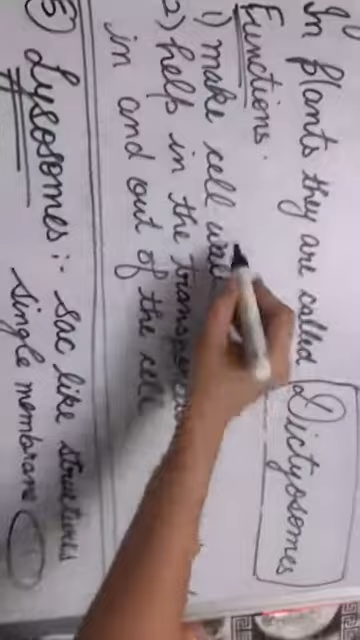 In plants they are called Dictyosomes
Functions.
1) make cell wall
2) help in the
in and out of the cell
5) Lysosomes :- sac like structures
single membrane